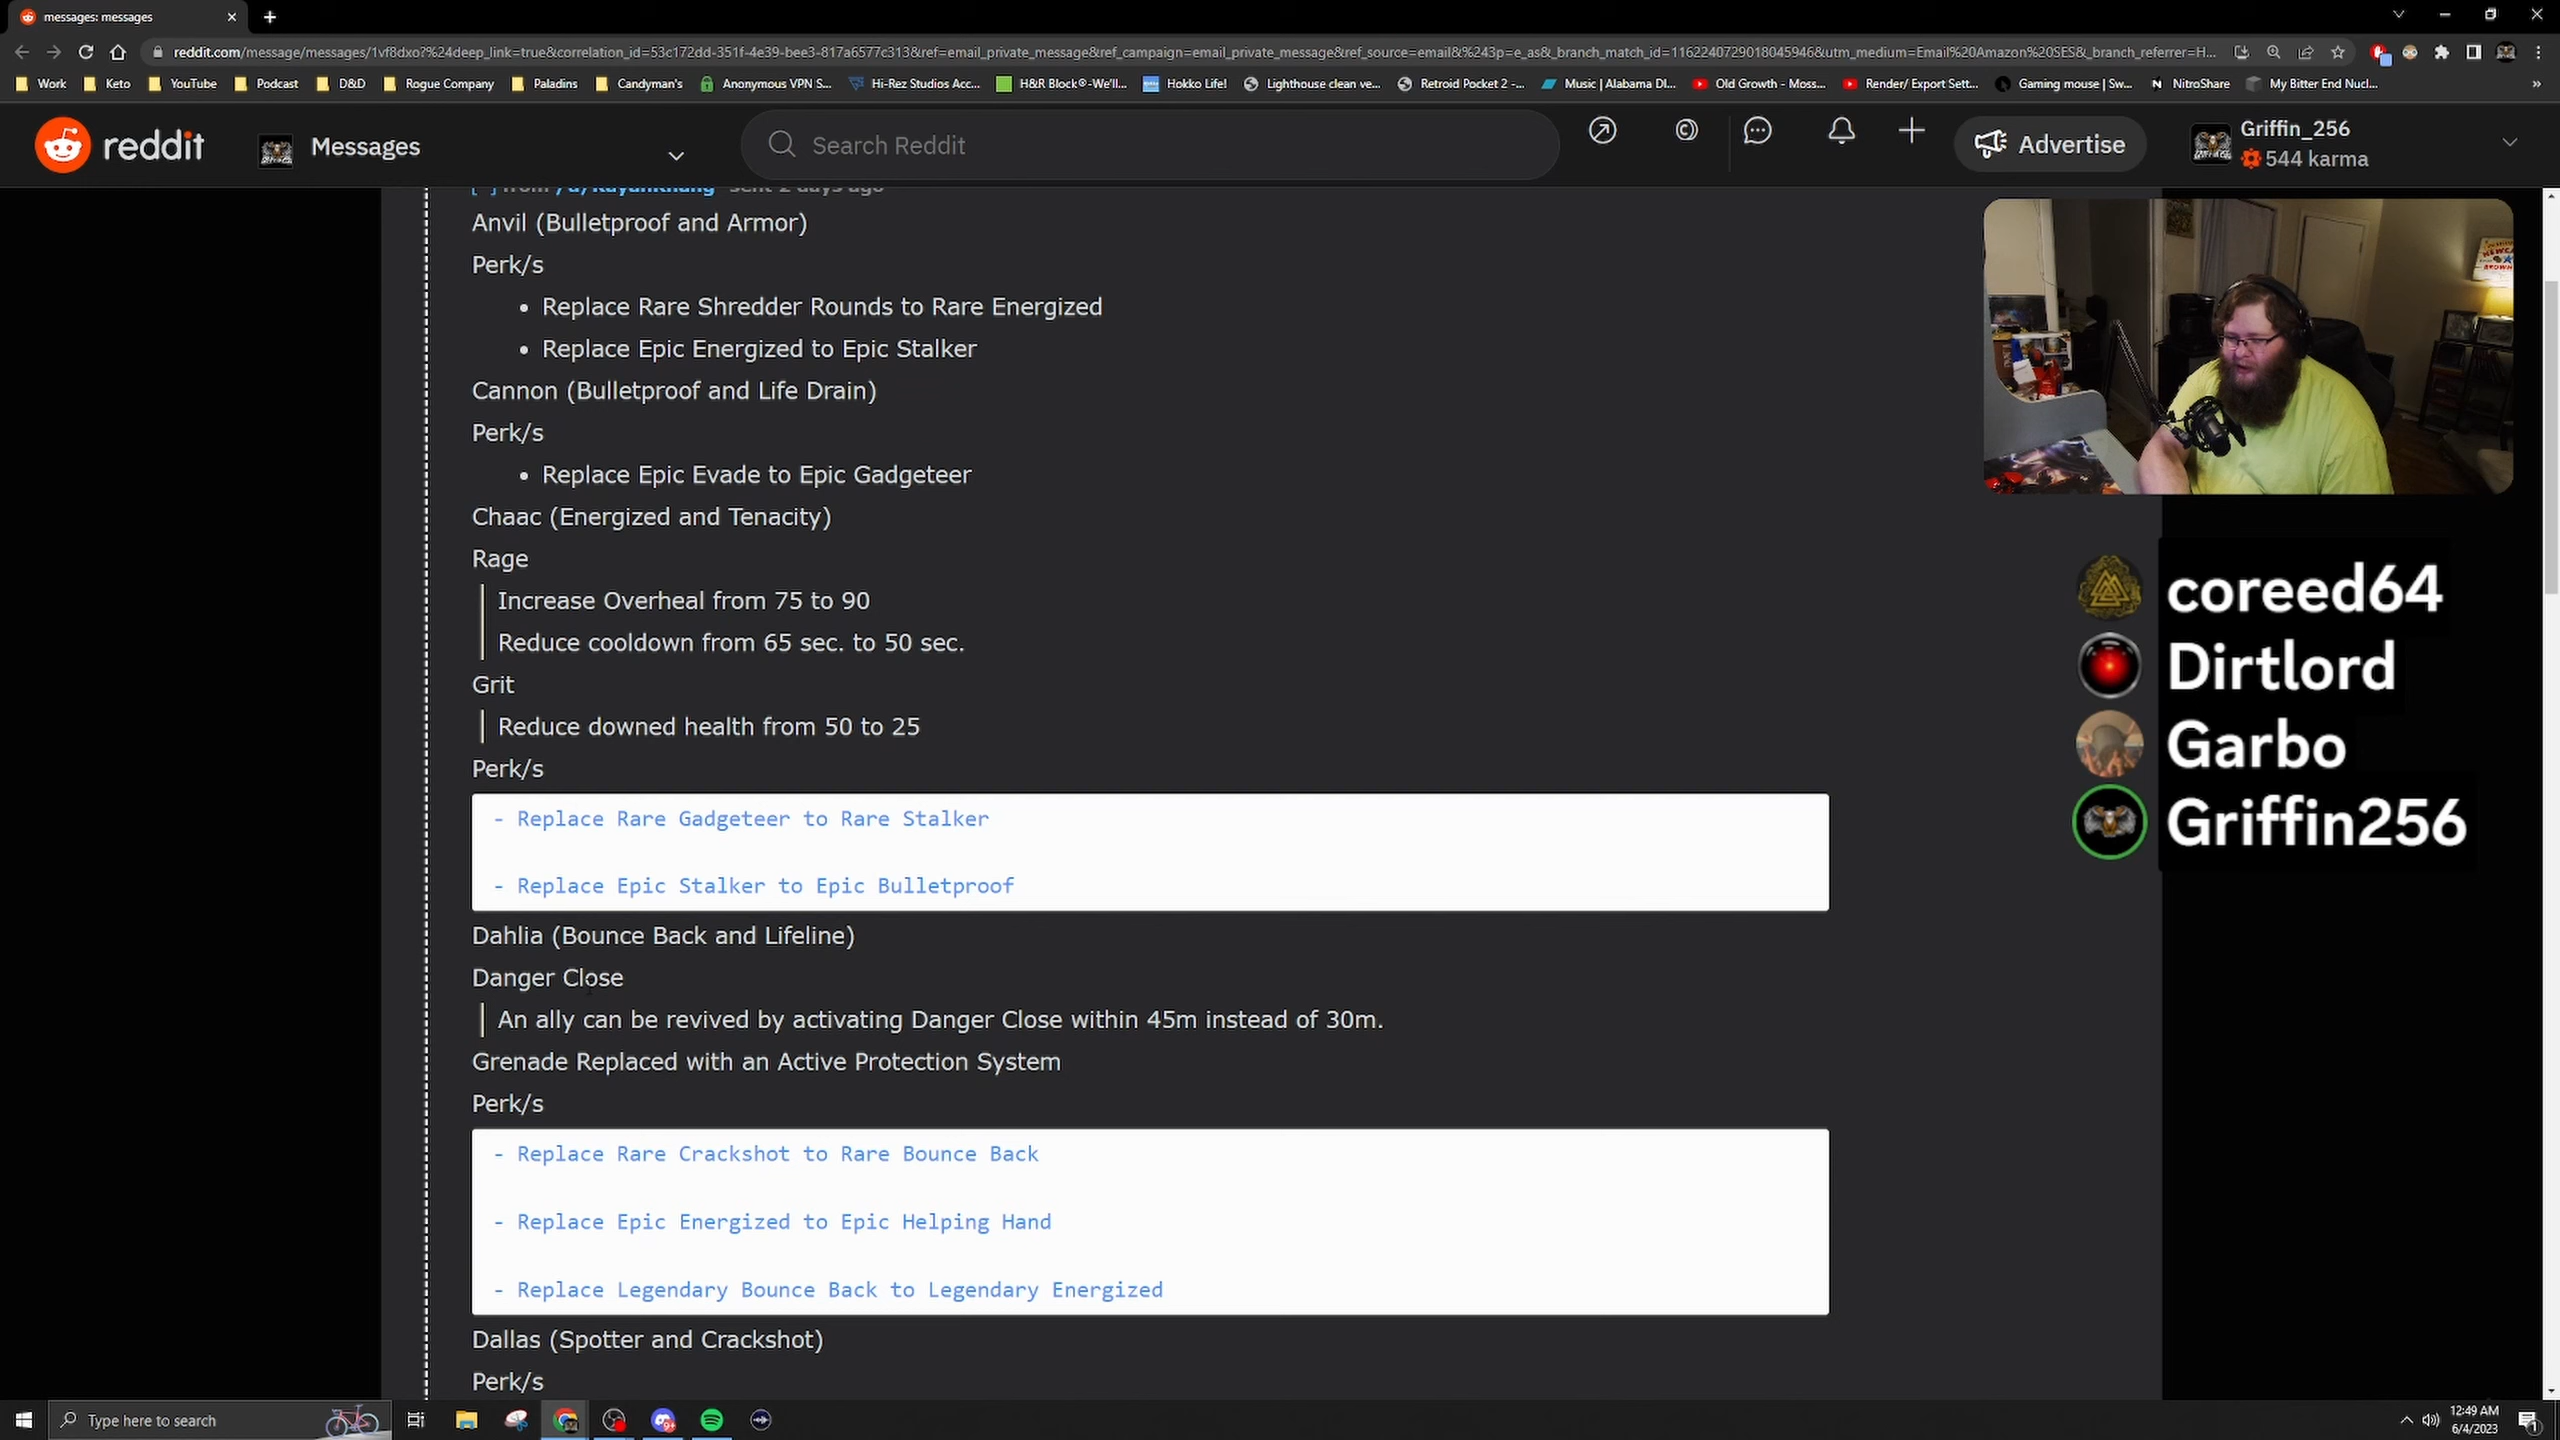 messages: messages
reddit.com/message/messages/1vf8dxo?%24deep_link=true&correlation_id=53c172dd-351f-4e39-bee3-817a6577c313&ref=email_private_message&ref_campaign=email_private_message&ref_source=email&%243p=e_as&_branch_match_id=1162240729018045946&utm_medium=Email%20Amazon%20SES&_branch_referrer=H...
Work Keto YouTube Podcast D&D Rogue Company Paladins Candyman's Anonymous VPN S... Hi-Rez Studios Acc... H&R Block®-We'll... Hokko Life! Lighthouse clean ve... Retroid Pocket 2 -... Music | Alabama DI... Old Growth - Moss... Render/ Export Sett... Gaming mouse | Sw... NitroShare My Bitter End Nucl...
reddit Messages Search Reddit Advertise Griffin_256
544 karma
sent 2 days ago
Anvil (Bulletproof and Armor)
Perk/s
• Replace Rare Shredder Rounds to Rare Energized
• Replace Epic Energized to Epic Stalker
Cannon (Bulletproof and Life Drain)
Perk/s
• Replace Epic Evade to Epic Gadgeteer
Chaac (Energized and Tenacity)
Rage
Increase Overheal from 75 to 90
Reduce cooldown from 65 sec. to 50 sec.
Grit
Reduce downed health from 50 to 25
Perk/s
- Replace Rare Gadgeteer to Rare Stalker
- Replace Epic Stalker to Epic Bulletproof
Dahlia (Bounce Back and Lifeline)
Danger Close
An ally can be revived by activating Danger Close within 45m instead of 30m.
Grenade Replaced with an Active Protection System
Perk/s
- Replace Rare Crackshot to Rare Bounce Back
- Replace Epic Energized to Epic Helping Hand
- Replace Legendary Bounce Back to Legendary Energized
Dallas (Spotter and Crackshot)
Perk/s
coreed64
Dirtlord
Garbo
Griffin256
Type here to search
12:49 AM
6/4/2023